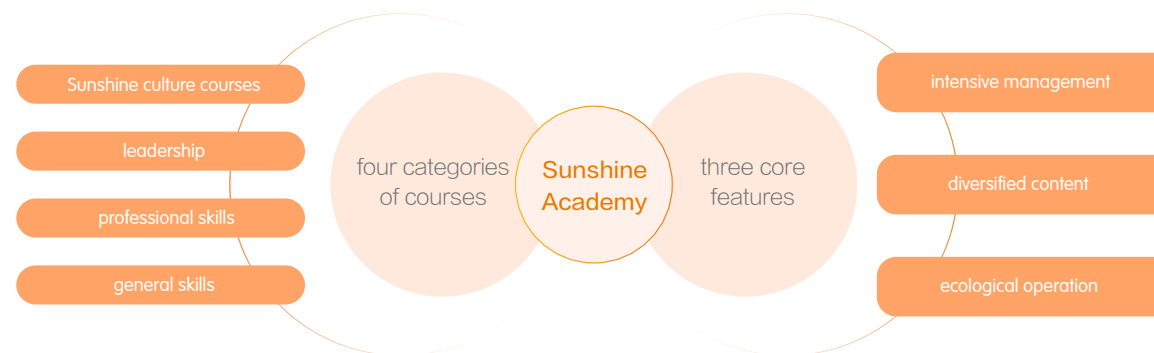 Sunshine culture courses
leadership
professional skills
general skills
four categories
of courses
Sunshine
Academy
three core
features
intensive management
diversified content
ecological operation